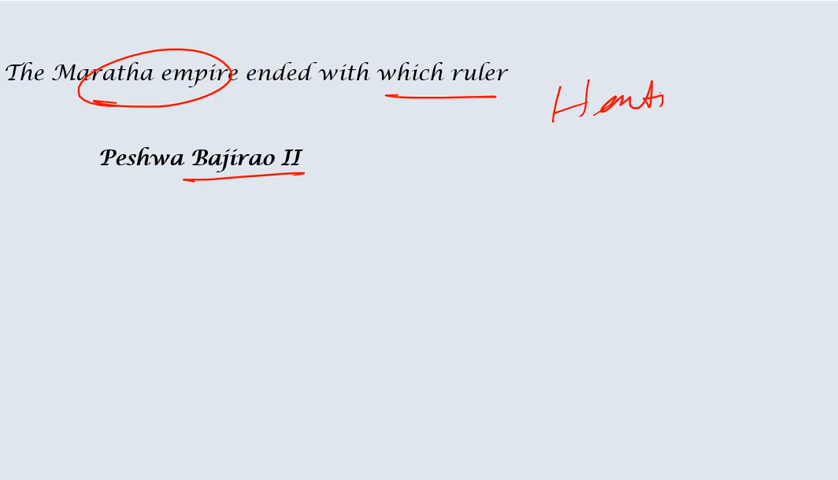 The Maratha empire ended with which ruler
Peshwa Bajirao II